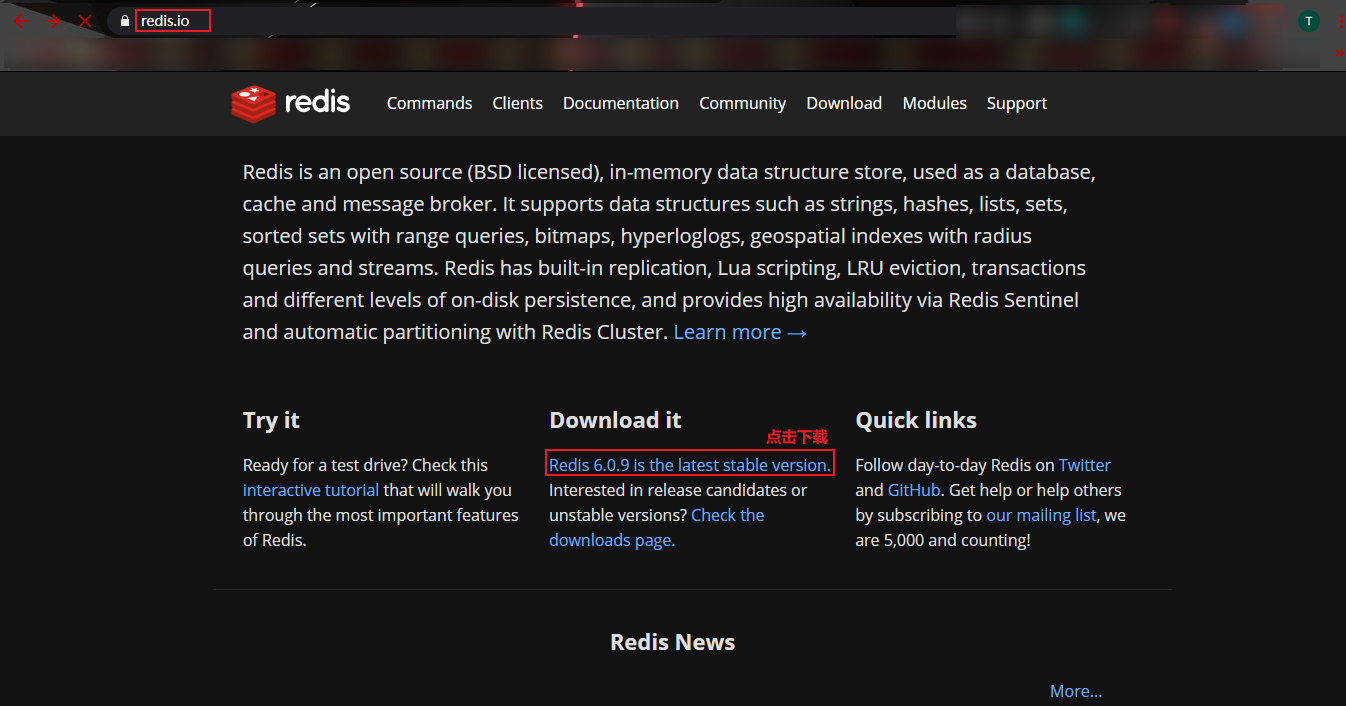 redis.io
T
redis
Commands Clients Documentation Community Download Modules Support
Redis is an open source (BSD licensed), in-memory data structure store, used as a database,
cache and message broker. It supports data structures such as strings, hashes, lists, sets,
sorted sets with range queries, bitmaps, hyperloglogs, geospatial indexes with radius
queries and streams. Redis has built-in replication, Lua scripting, LRU eviction, transactions
and different levels of on-disk persistence, and provides high availability via Redis Sentinel
and automatic partitioning with Redis Cluster. Learn more →
Try it
Ready for a test drive? Check this
interactive tutorial that will walk you
through the most important features
of Redis.
Download it
点击下载
Redis 6.0.9 is the latest stable version.
Interested in release candidates or
unstable versions? Check the
downloads page.
Quick links
Follow day-to-day Redis on Twitter
and GitHub. Get help or help others
by subscribing to our mailing list, we
are 5,000 and counting!
Redis News
More...